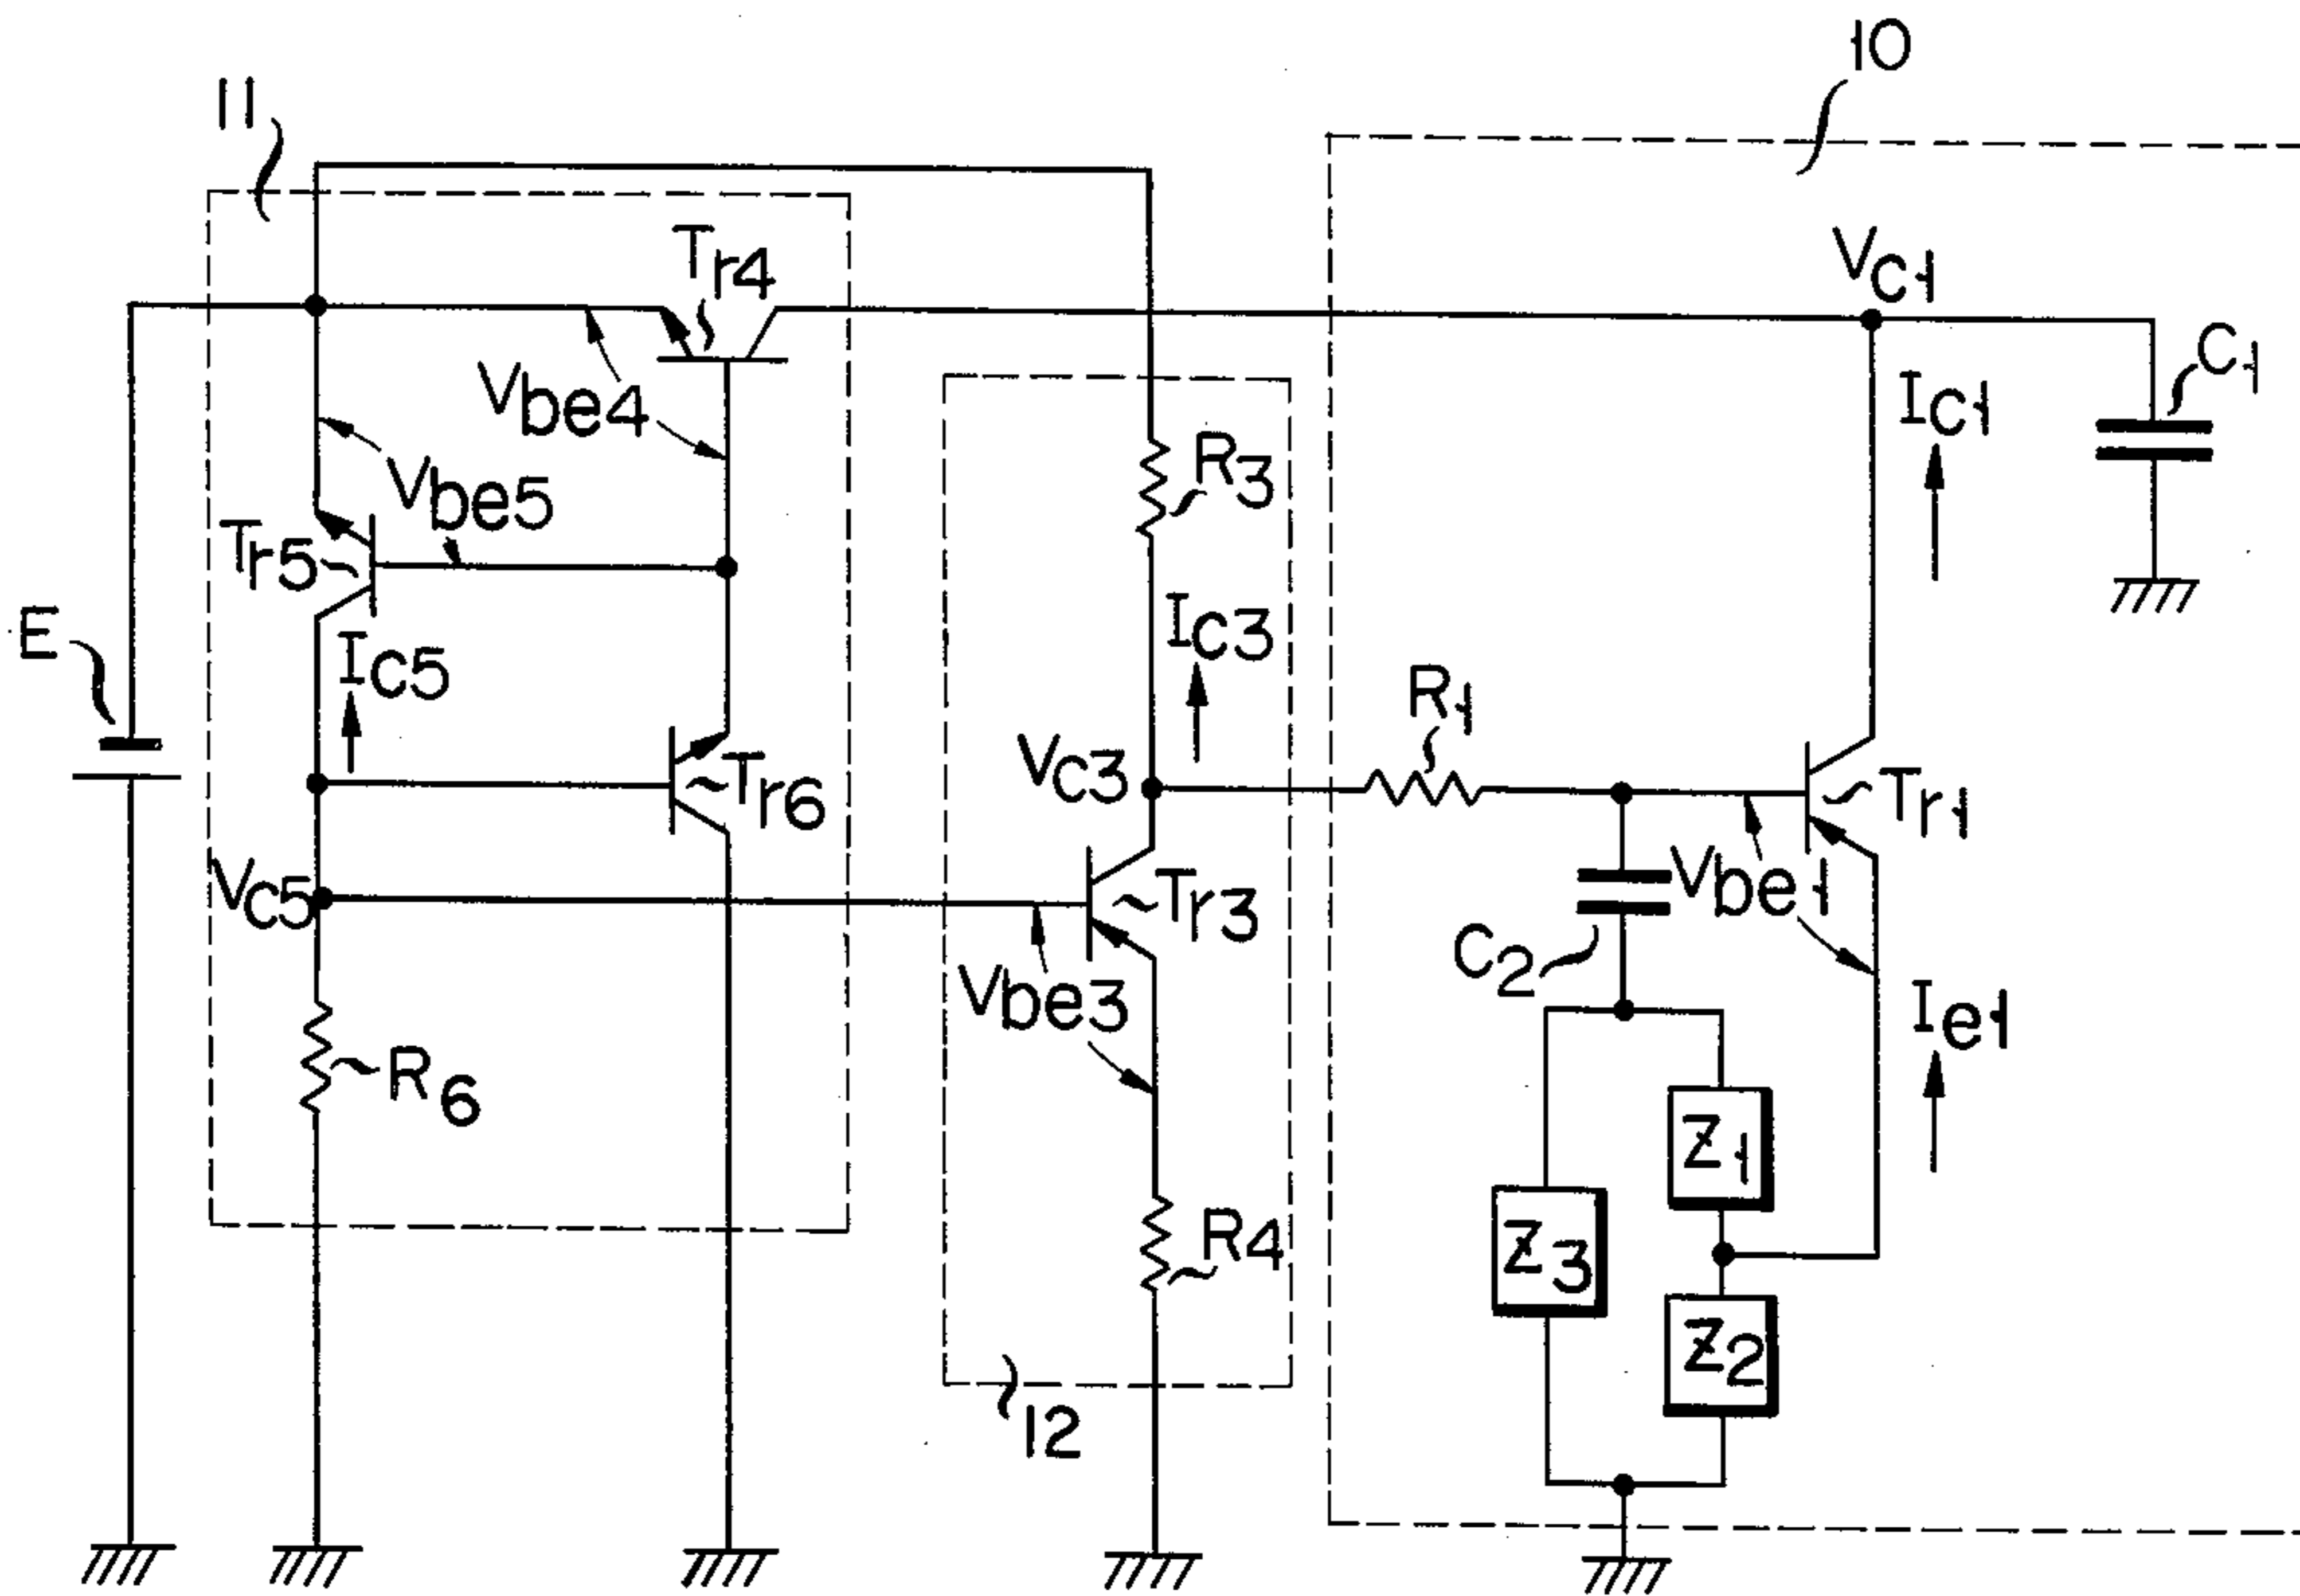 10
11
Tr4
Vc1
C1
Vbe4
Ic1
R3
Vbe5
Tr5
E
Ic5
Ic3
R1
Vc3
Tr6
Tr1
Vc5
Tr3
Vbe1
C2
Vbe3
Ie1
R6
Z1
Z3
R4
Z2
12